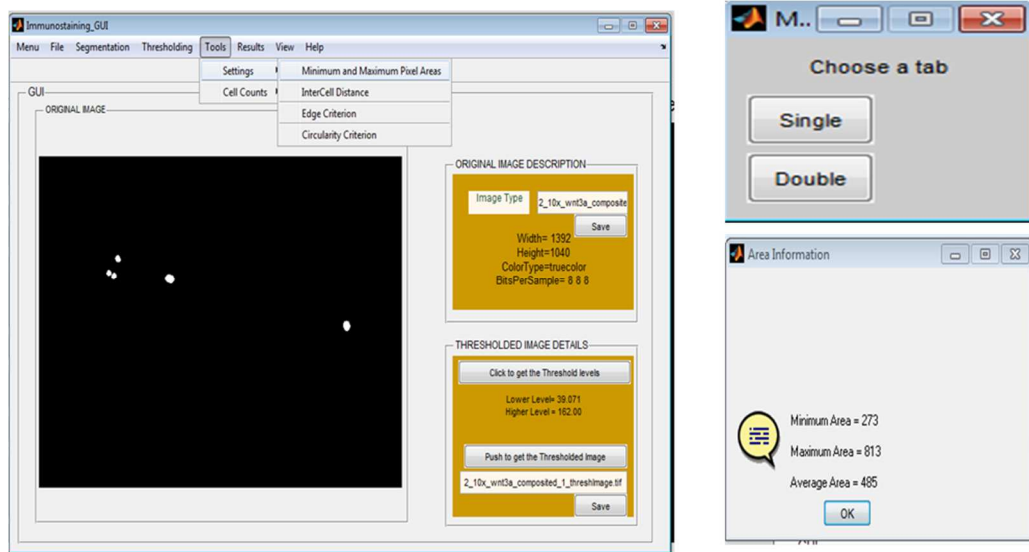 Immunostaining_GUI
Menu File Segmentation Thresholding Tools Results View Help
Settings
Cell Counts
Minimum and Maximum Pixel Areas
InterCell Distance
Edge Criterion
Circularity Criterion
GUI
ORIGINAL IMAGE
ORIGINAL IMAGE DESCRIPTION
Image Type 2_10x_wnt3a_composite
Save
Width= 1392
Height=1040
ColorType=truecolor
BitsPerSample= 8 8 8
THRESHOLDED IMAGE DETAILS
Click to get the Threshold levels
Lower Level= 39.071
Higher Level = 162.00
Push to get the Thresholded Image
2_10x_wnt3a_composited_1_threshImage.tif
Save
M..
Choose a tab
Single
Double
Area Information
Minimum Area = 273
Maximum Area = 813
Average Area = 485
OK